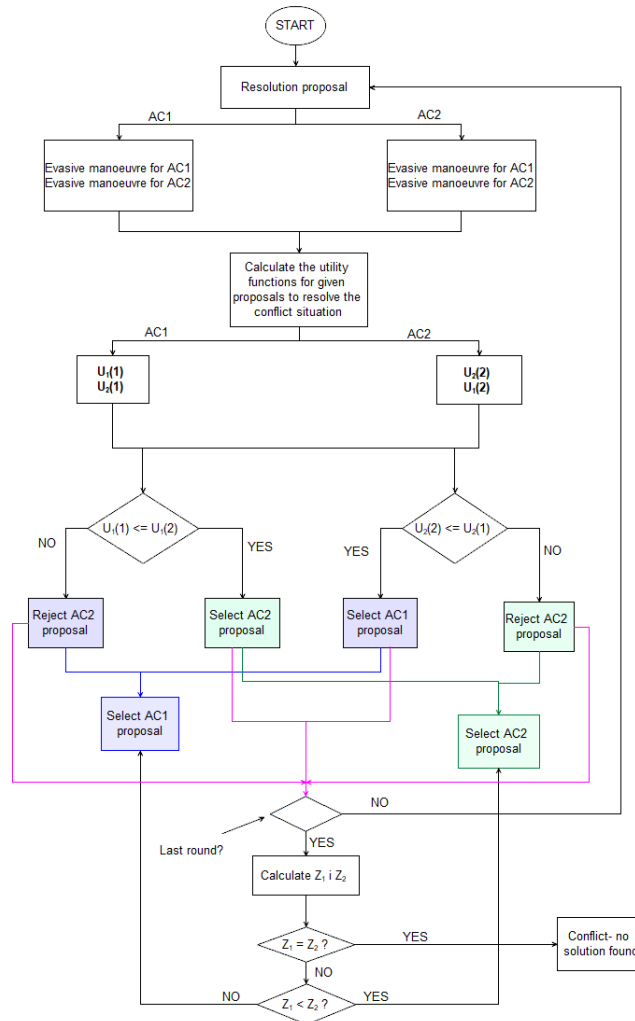 START
Resolution proposal
AC1
AC2
Evasive manoeuvre for AC1
Evasive manoeuvre for AC2
Evasive manoeuvre for AC1
Evasive manoeuvre for AC2
Calculate the utility
functions for given
proposals to resolve the
conflict situation
AC1
AC2
U₁(1)
U₂(1)
U₂(2)
U₁(2)
U₁(1) <= U₁(2)
U₂(2) <= U₂(1)
NO
YES
YES
NO
Reject AC2
proposal
Select AC2
proposal
Select AC1
proposal
Reject AC2
proposal
Select AC1
proposal
Select AC2
proposal
NO
Last round?
YES
Calculate Z₁ i Z₂
Z₁ = Z₂ ?
YES
Conflict- no
solution found
NO
NO
Z₁ < Z₂ ?
YES